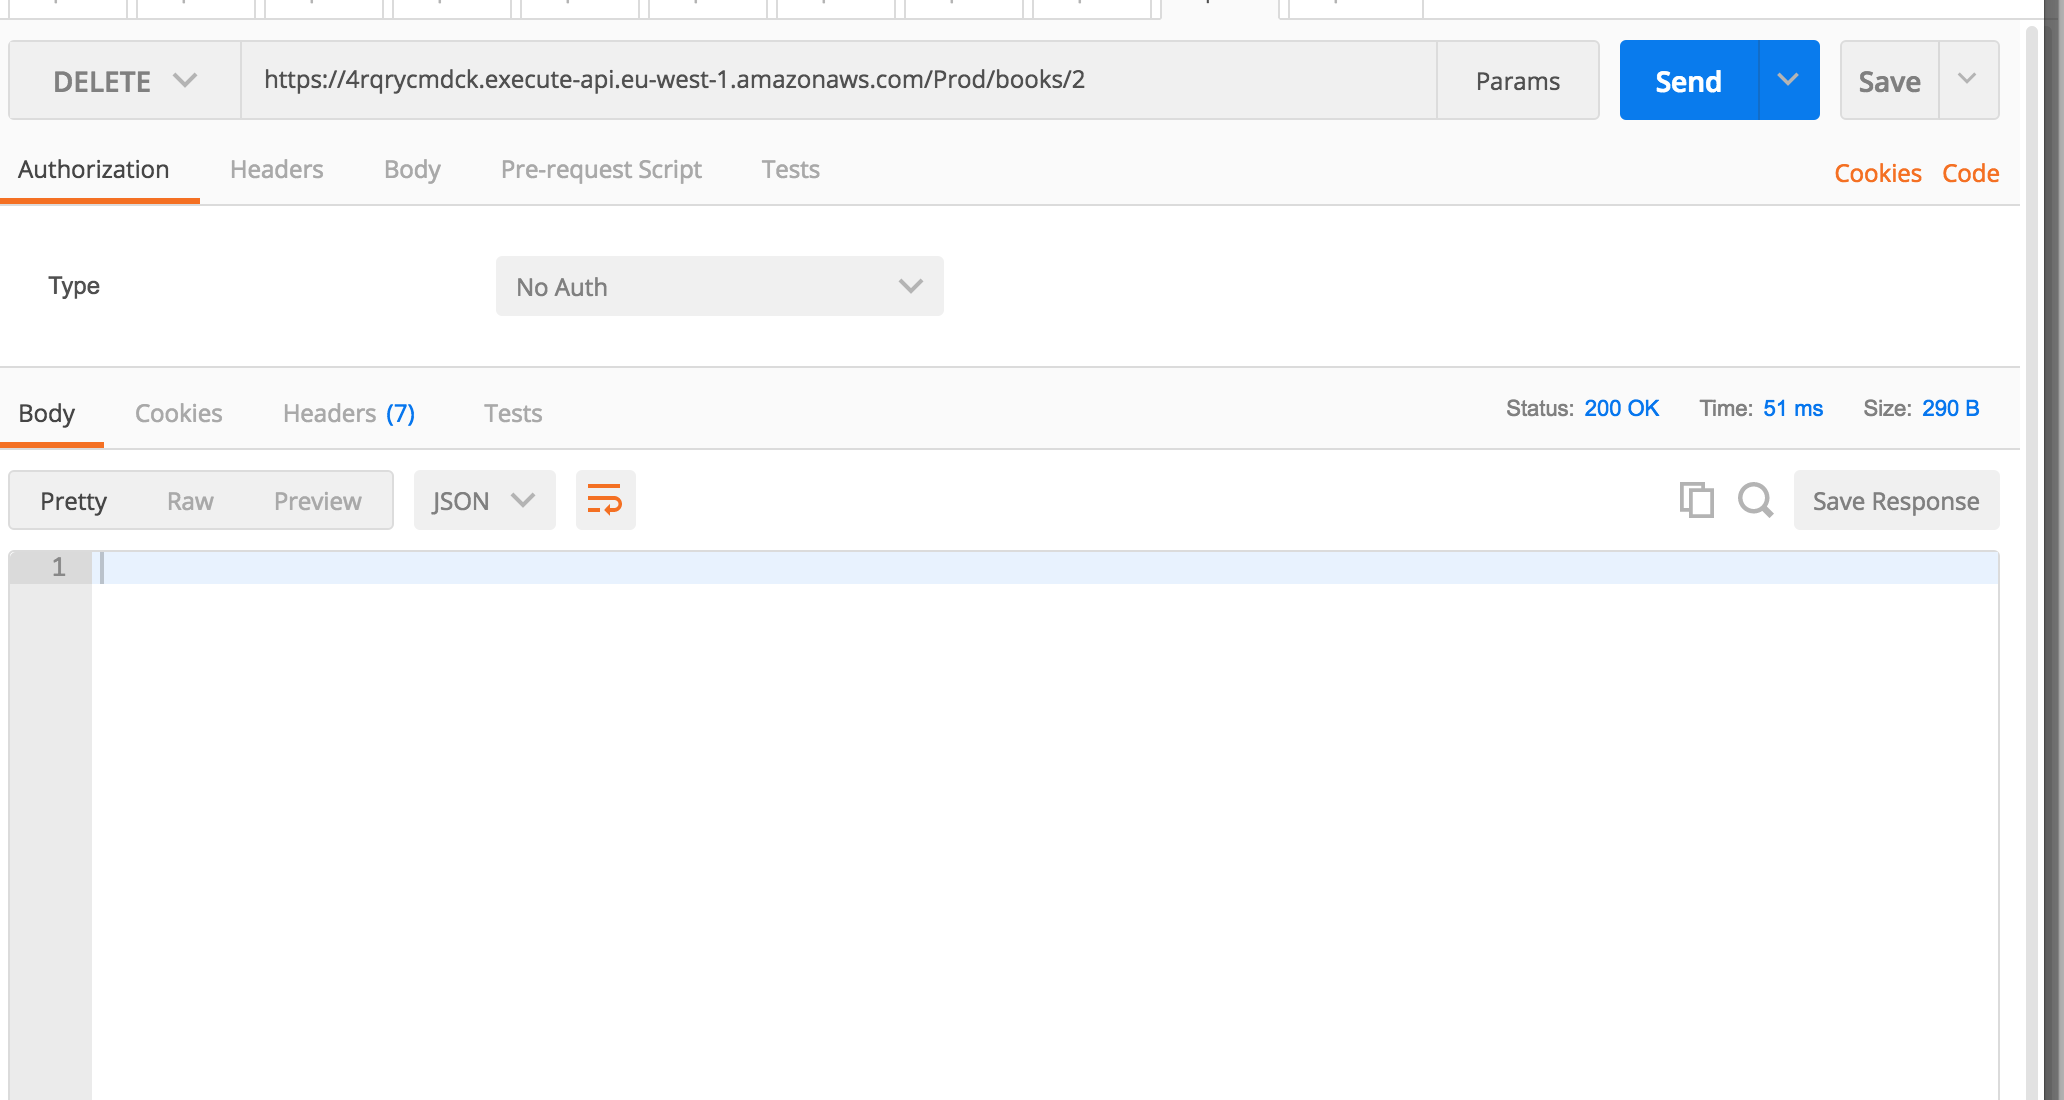 DELETE https://4rqrycmdck.execute-api.eu-west-1.amazonaws.com/Prod/books/2 Params Send Save
Authorization Headers Body Pre-request Script Tests Cookies Code
Type No Auth
Body Cookies Headers (7) Tests Status: 200 OK Time: 51 ms Size: 290 B
Pretty Raw Preview JSON Save Response
1